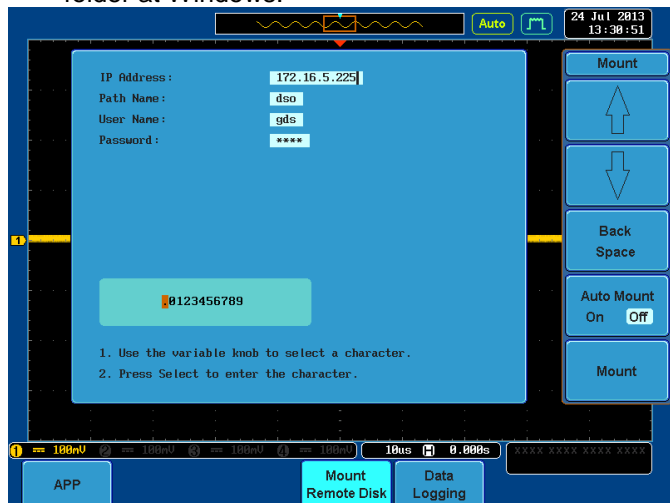 folder at Windows.
Auto
24 Jul 2013
13:30:51
Mount
IP Address: 172.16.5.225
Path Name: dso
User Name: gds
Password: ****
Back
Space
1
.0123456789
Auto Mount
On Off
1. Use the variable knob to select a character.
2. Press Select to enter the character.
Mount
1 100mV 2 100mV 3 100mV 4 100mV 10us H 0.000s XXXX XXXX XXXX XXXX
APP
Mount
Remote Disk
Data
Logging